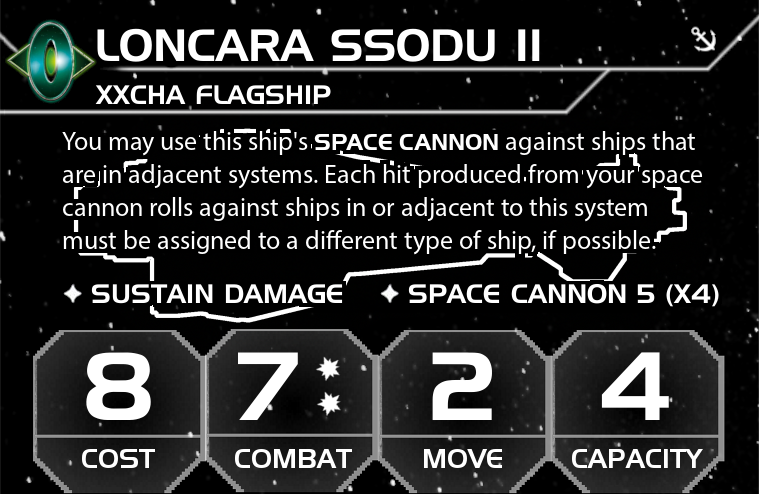 LONCARA SSODU II
XXCHA FLAGSHIP
You may use this ship's SPACE CANNON against ships that
are in adjacent systems. Each hit produced from your space
cannon rolls against ships in or adjacent to this system
must be assigned to a different type of ship, if possible.
✦ SUSTAIN DAMAGE ✦ SPACE CANNON 5 (X4)
8 7 2 4
COST COMBAT MOVE CAPACITY